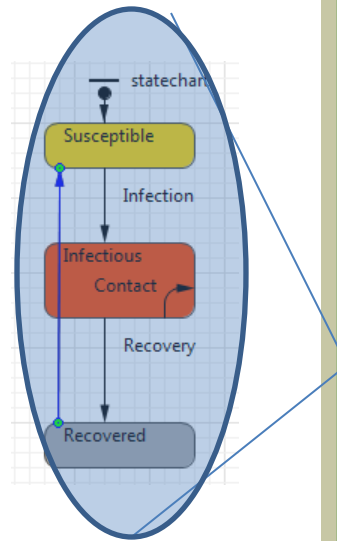 statechart
Susceptible
Infection
Infectious
Contact
Recovery
Recovered